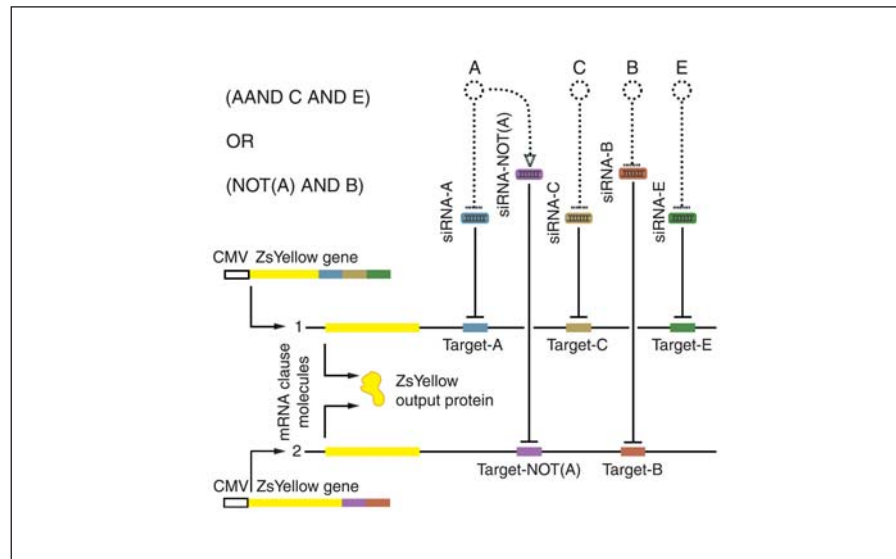 A
C
B
E
(AAND C AND E)
OR
(NOT(A) AND B)
siRNA-A
siRNA-NOT(A)
siRNA-C
siRNA-B
siRNA-E
CMV ZsYellow gene
1
Target-A
Target-C
Target-E
mRNA clause
molecules
ZsYellow
output protein
2
Target-NOT(A)
Target-B
CMV ZsYellow gene